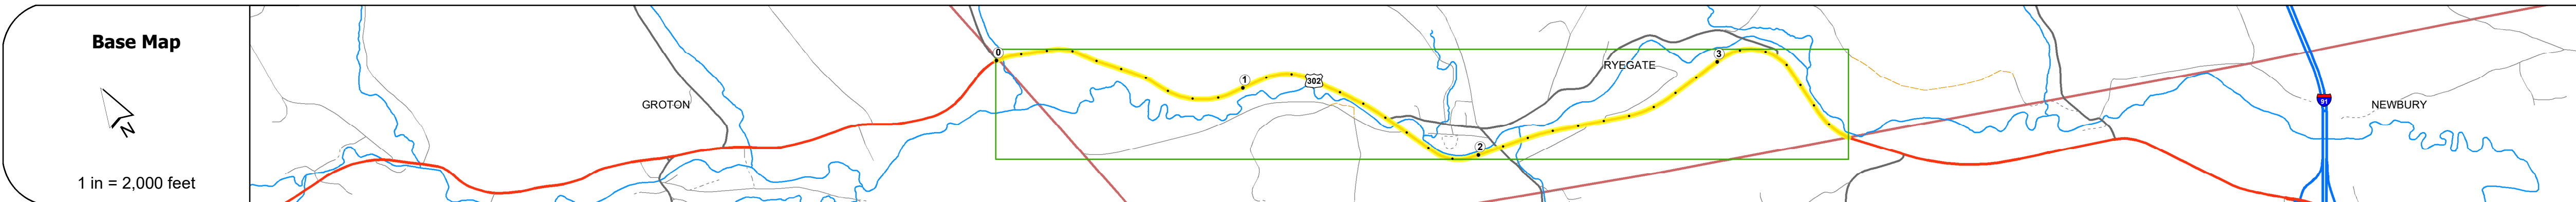 Base Map
N
1 in = 2,000 feet
GROTON
0
1
302
2
RYEGATE
3
91
NEWBURY